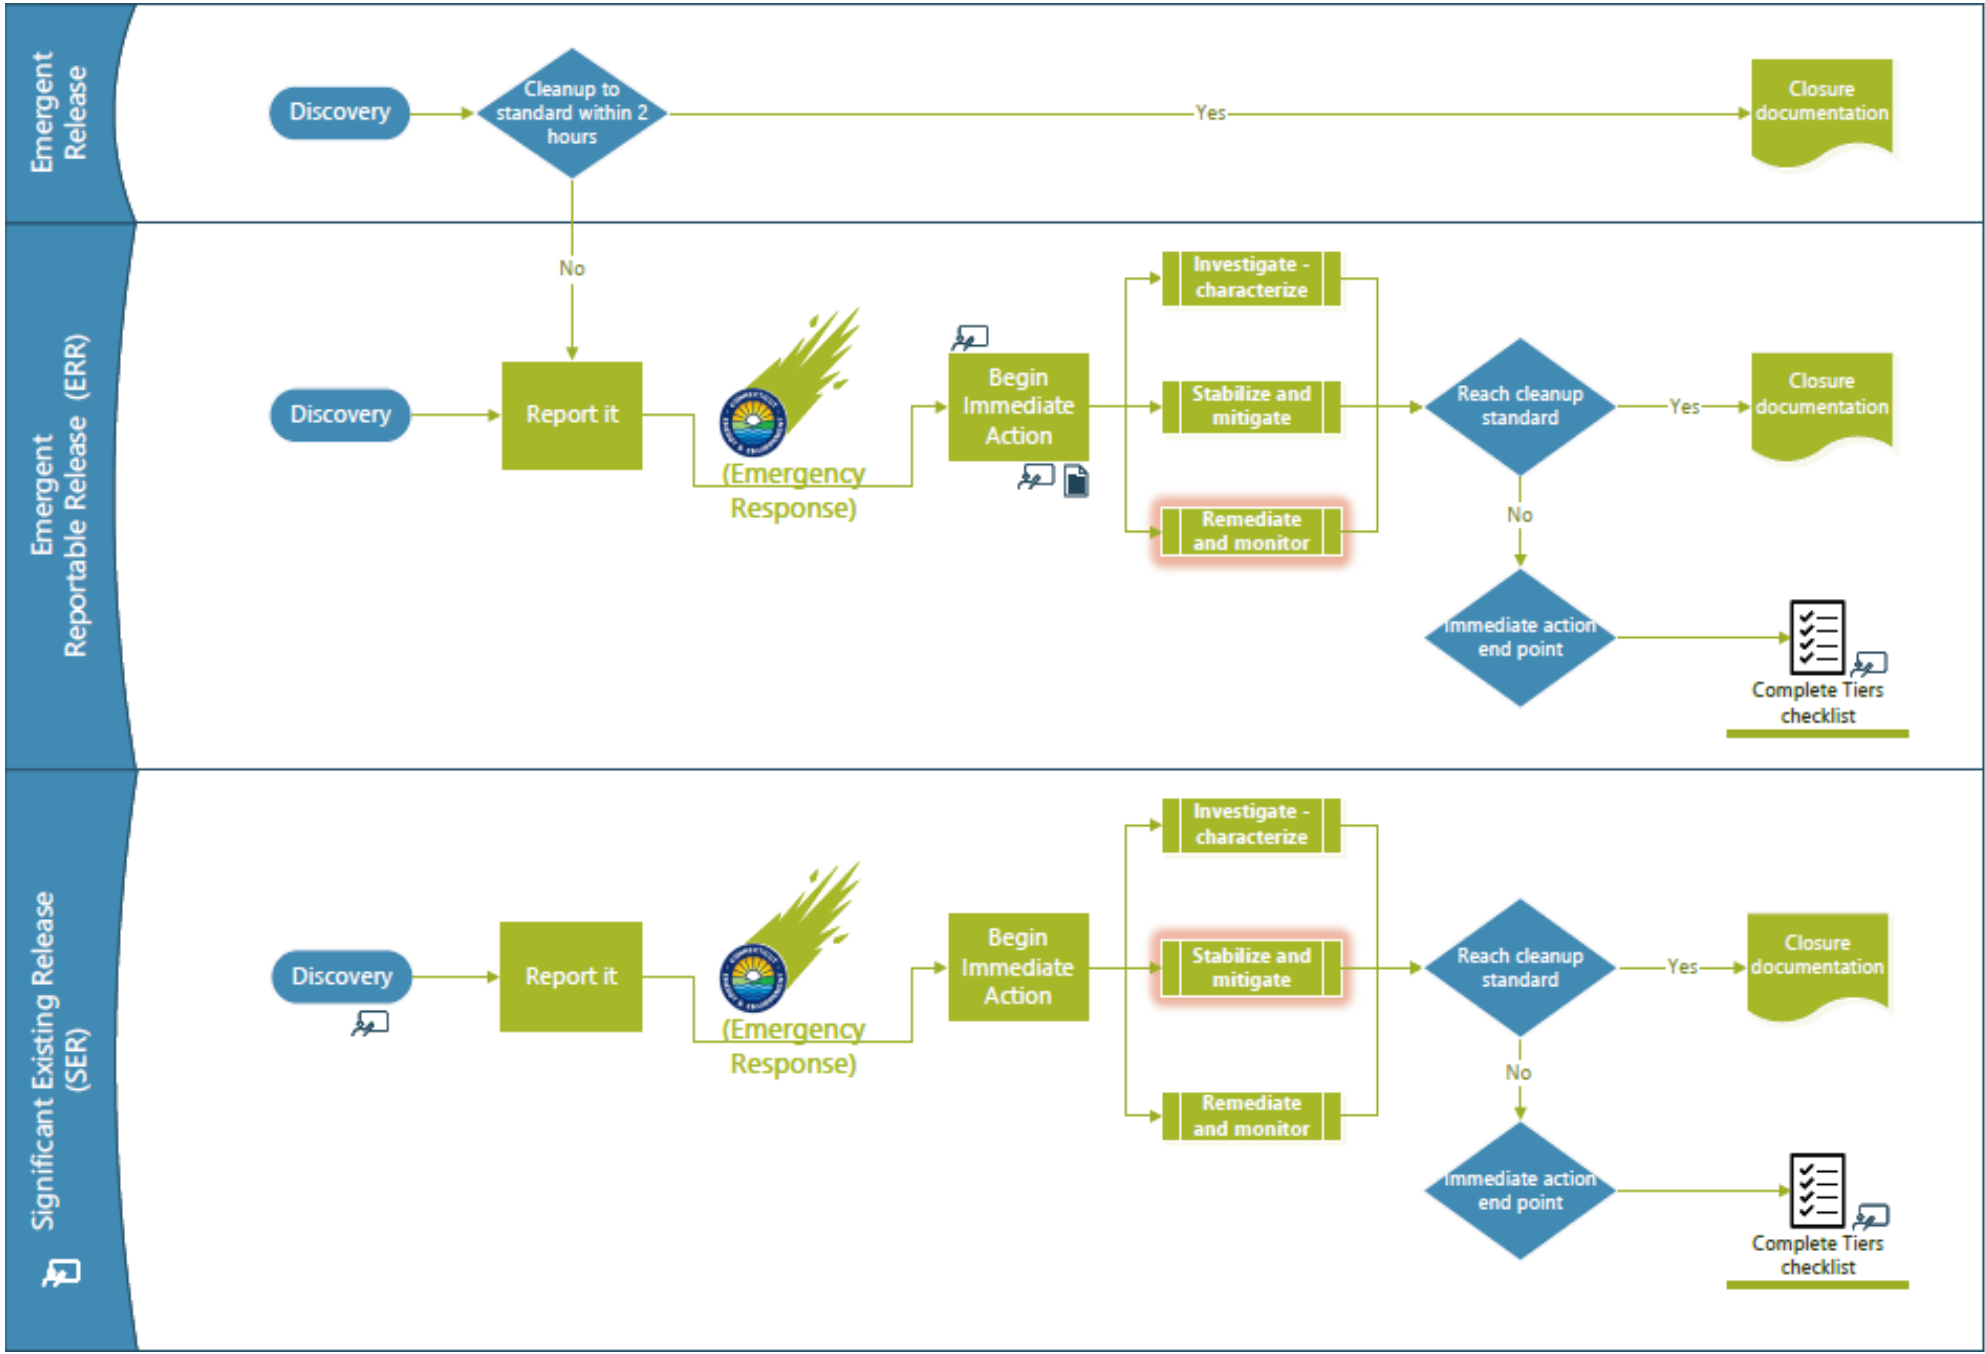 Emergent
Release
Discovery
Cleanup to
standard within 2
hours
Yes
Closure
documentation
No
Emergent
Reportable Release (ERR)
Discovery
Report it
(Emergency
Response)
Begin
Immediate
Action
Investigate -
characterize
Stabilize and
mitigate
Remediate
and monitor
Reach cleanup
standard
Yes
Closure
documentation
No
Immediate action
end point
Complete Tiers
checklist
Significant Existing Release
(SER)
Discovery
Report it
(Emergency
Response)
Begin
Immediate
Action
Investigate -
characterize
Stabilize and
mitigate
Remediate
and monitor
Reach cleanup
standard
Yes
Closure
documentation
No
Immediate action
end point
Complete Tiers
checklist